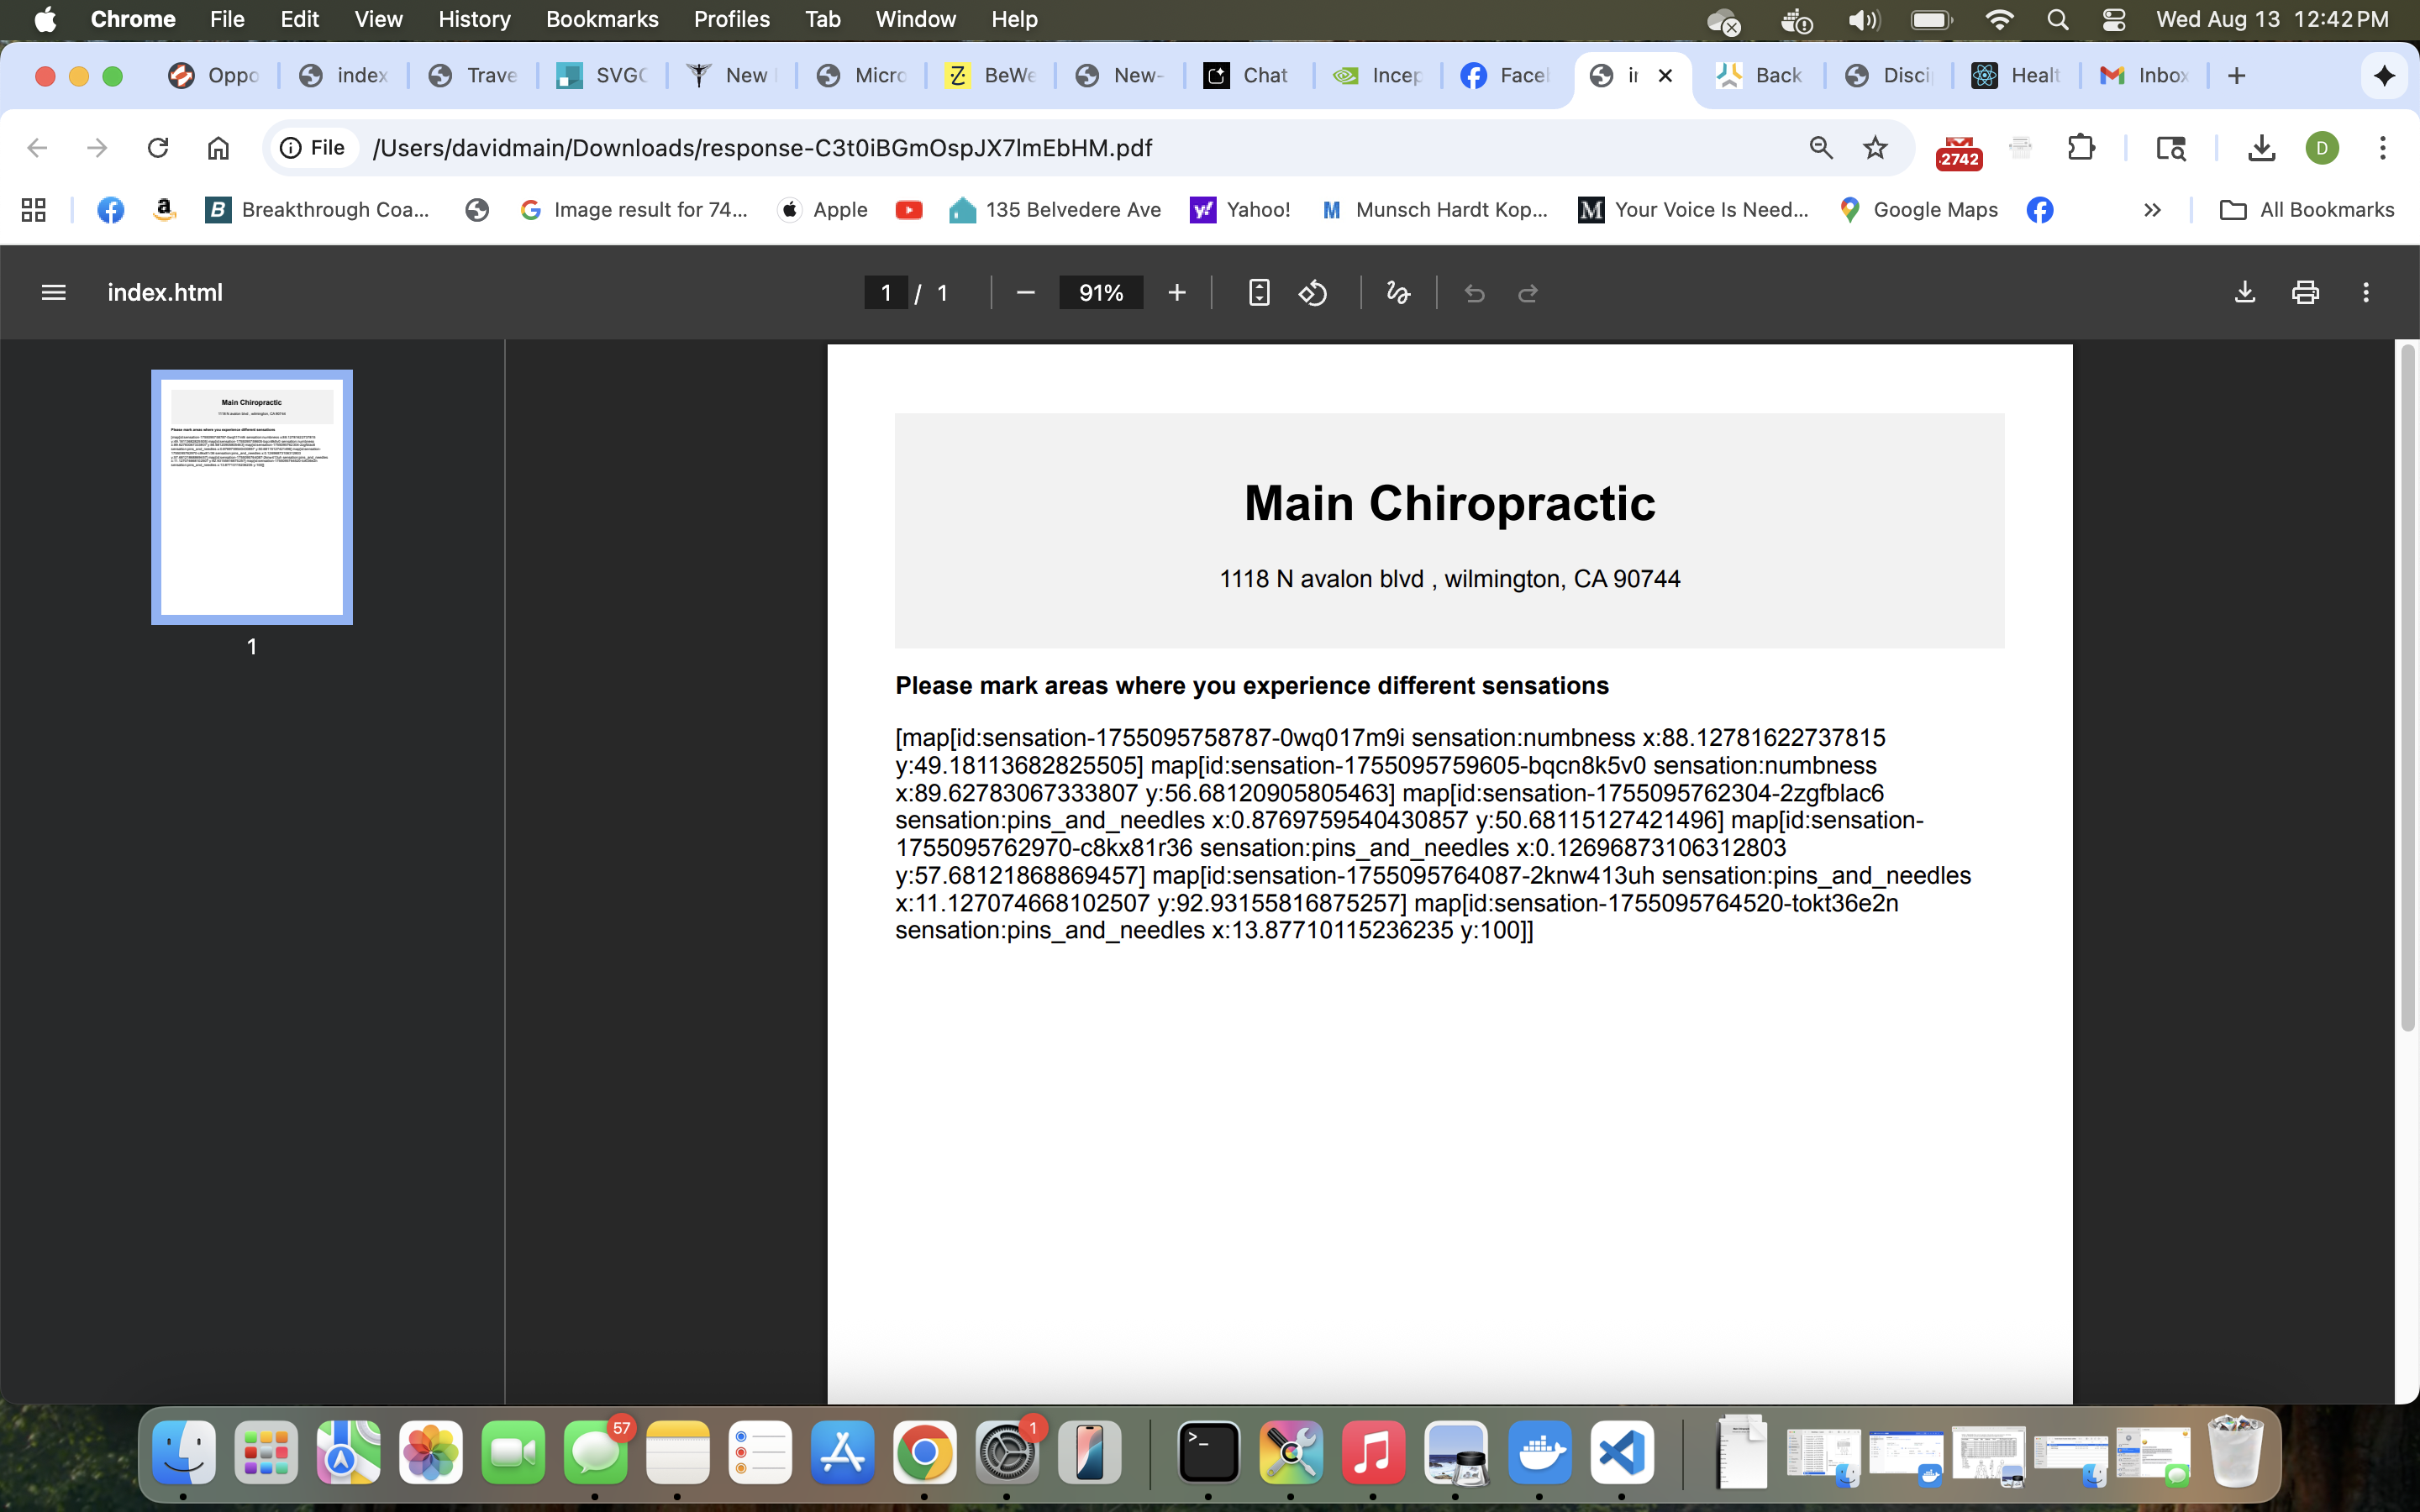 Chrome File Edit View History Bookmarks Profiles Tab Window Help Wed Aug 13 12:42 PM
Oppo index Trave SVGC New Micro BeWe New- Chat Incep Facel Back Disci Healt Inbox
File /Users/davidmain/Downloads/response-C3t0iBGmOspJX7lmEbHM.pdf 2742 D
Breakthrough Coa... Image result for 74... Apple 135 Belvedere Ave Yahoo! Munsch Hardt Kop... Your Voice Is Need... Google Maps All Bookmarks
index.html 1 / 1 91%
1
Main Chiropractic
1118 N avalon blvd , wilmington, CA 90744
Please mark areas where you experience different sensations
[map[id:sensation-1755095758787-0wq017m9i sensation:numbness x:88.12781622737815
y:49.18113682825505] map[id:sensation-1755095759605-bqcn8k5v0 sensation:numbness
x:89.62783067333807 y:56.68120905805463] map[id:sensation-1755095762304-2zgfblac6
sensation:pins_and_needles x:0.8769759540430857 y:50.68115127421496] map[id:sensation-
1755095762970-c8kx81r36 sensation:pins_and_needles x:0.12696873106312803
y:57.68121868869457] map[id:sensation-1755095764087-2knw413uh sensation:pins_and_needles
x:11.127074668102507 y:92.93155816875257] map[id:sensation-1755095764520-tokt36e2n
sensation:pins_and_needles x:13.87710115236235 y:100]]
57 1